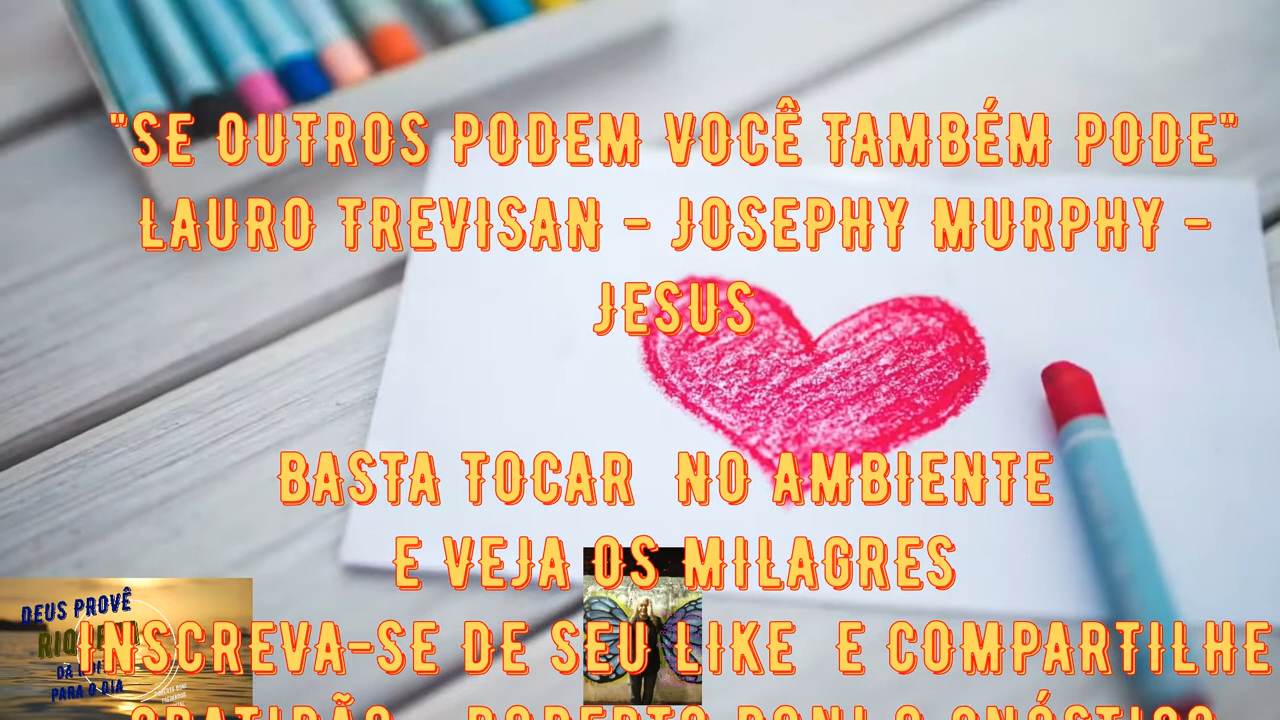 "SE OUTROS PODEM VOCÊ TAMBÉM PODE"
LAURO TREVISAN - JOSEPHY MURPHY -
JESUS
BASTA TOCAR NO AMBIENTE
E VEJA OS MILAGRES
INSCREVA-SE DE SEU LIKE E COMPARTILHE
GRATIDÃO
DEUS PROVÊ
PARA O DIA